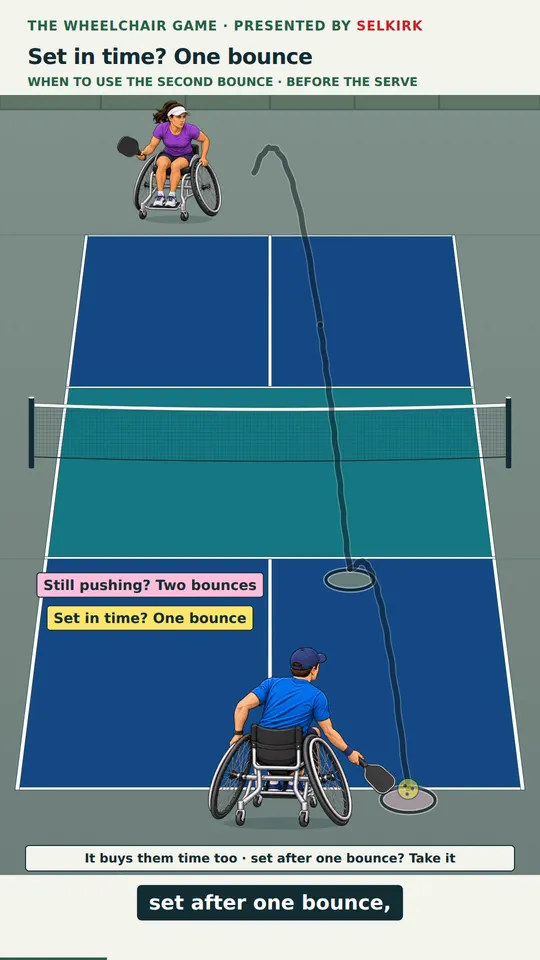 THE WHEELCHAIR GAME · PRESENTED BY SELKIRK
Set in time? One bounce
WHEN TO USE THE SECOND BOUNCE · BEFORE THE SERVE
Still pushing? Two bounces
Set in time? One bounce
It buys them time too · set after one bounce? Take it
set after one bounce,